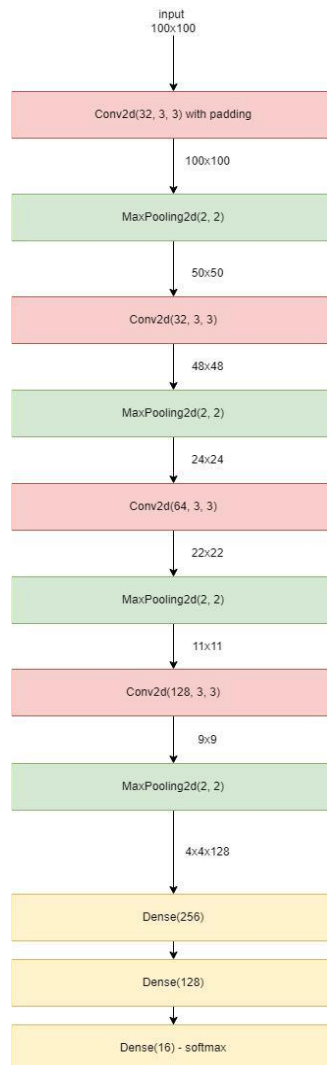 input
100x100
Conv2d(32, 3, 3) with padding
100x100
MaxPooling2d(2, 2)
50x50
Conv2d(32, 3, 3)
48x48
MaxPooling2d(2, 2)
24x24
Conv2d(64, 3, 3)
22x22
MaxPooling2d(2, 2)
11x11
Conv2d(128, 3, 3)
9x9
MaxPooling2d(2, 2)
4x4x128
Dense(256)
Dense(128)
Dense(16) - softmax